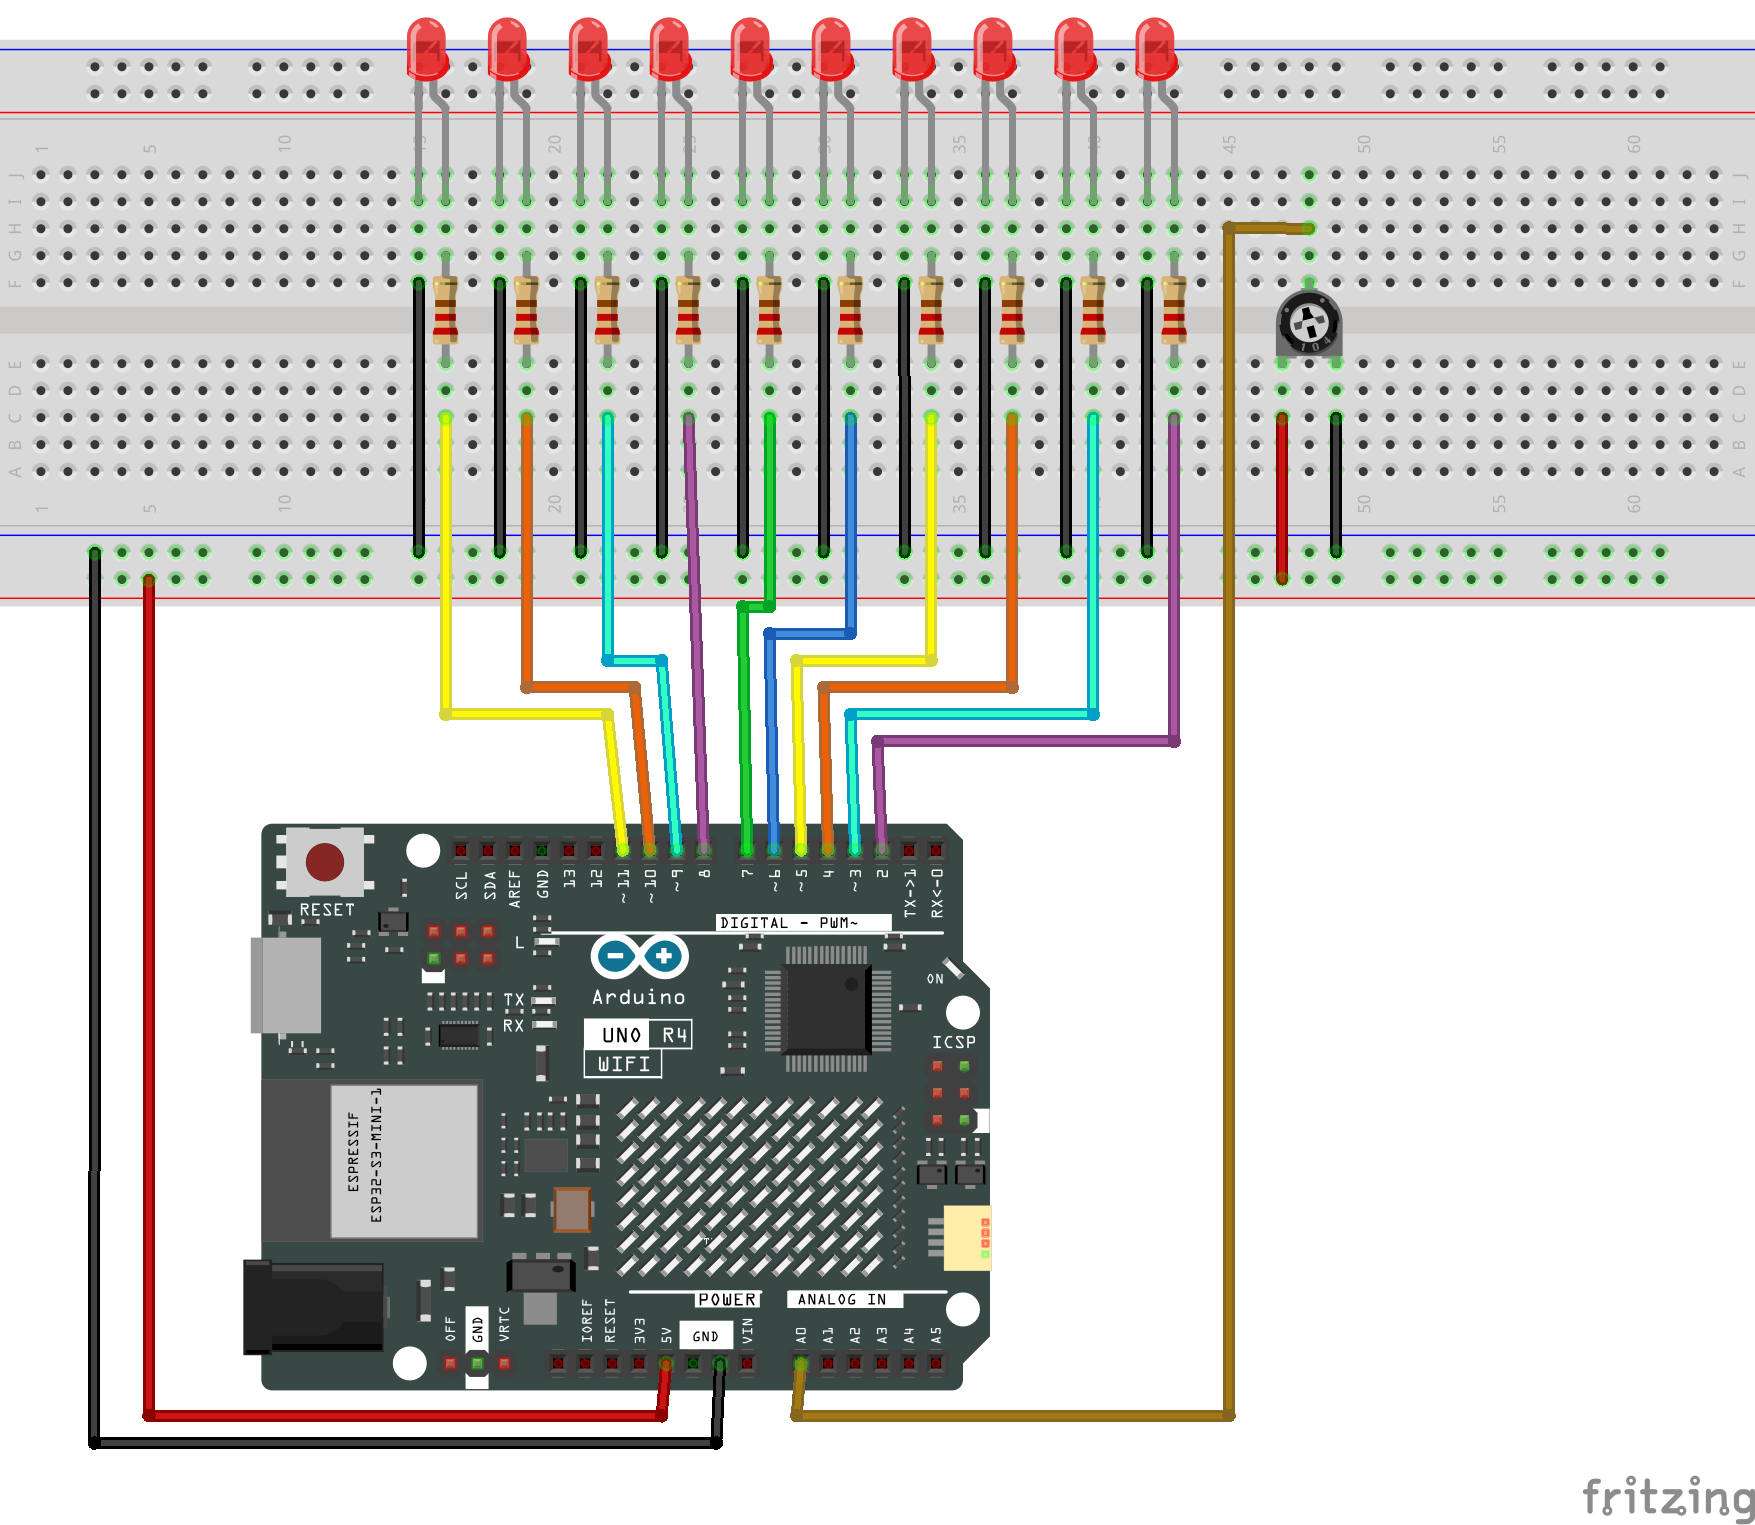 1 5 10 15 20 25 30 35 40 45 50 55 60
J J
I I
H H
G G
F F
1 0 4
E E
D D
C C
B B
A A
1 5 10 20 35 50 55 60
RESET
SCL SDA AREF GND 13 12 ~11 ~10 ~9 8 7 ~6 ~5 4 ~3 2 TX->1 RX<-0
DIGITAL - PWM~
L
ON
Arduino
TX
RX
UNO R4
WIFI
ICSP
ESPRESSIF
ESP32-S3-MINI-1
POWER ANALOG IN
OFF GND VRTC IOREF RESET 3V3 5V GND VIN A0 A1 A2 A3 A4 A5
fritzing